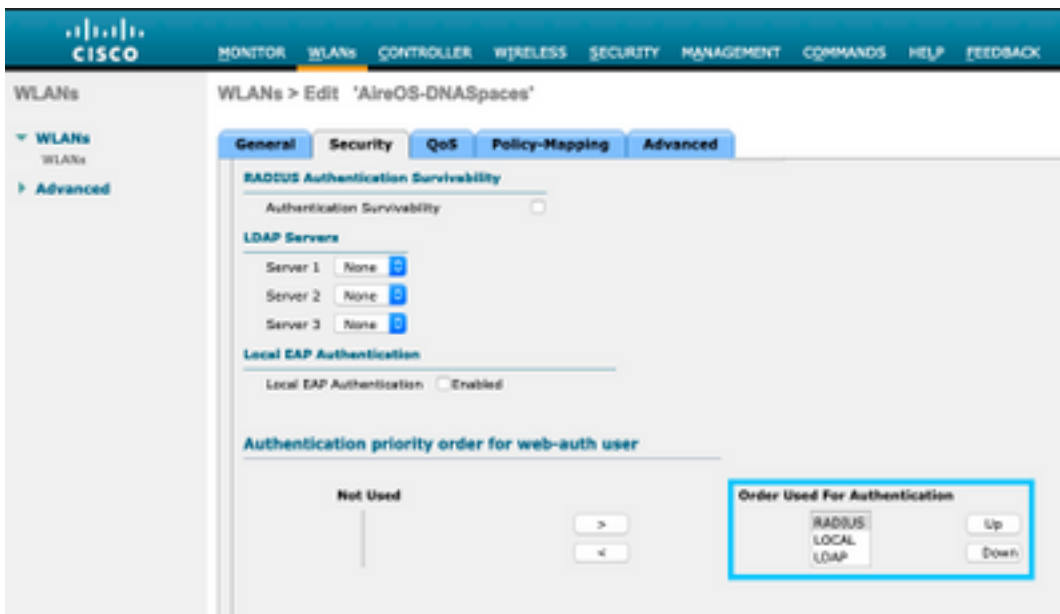 CISCO
MONITOR WLANs CONTROLLER WIRELESS SECURITY MANAGEMENT COMMANDS HELP FEEDBACK
WLANs
WLANs > Edit 'AireOS-DNASpaces'
WLANs
WLANs
Advanced
General Security QoS Policy-Mapping Advanced
RADIUS Authentication Survivability
Authentication Survivability
LDAP Servers
Server 1 None
Server 2 None
Server 3 None
Local EAP Authentication
Local EAP Authentication Enabled
Authentication priority order for web-auth user
Not Used
>
<
Order Used For Authentication
RADIUS
LOCAL
LDAP
Up
Down